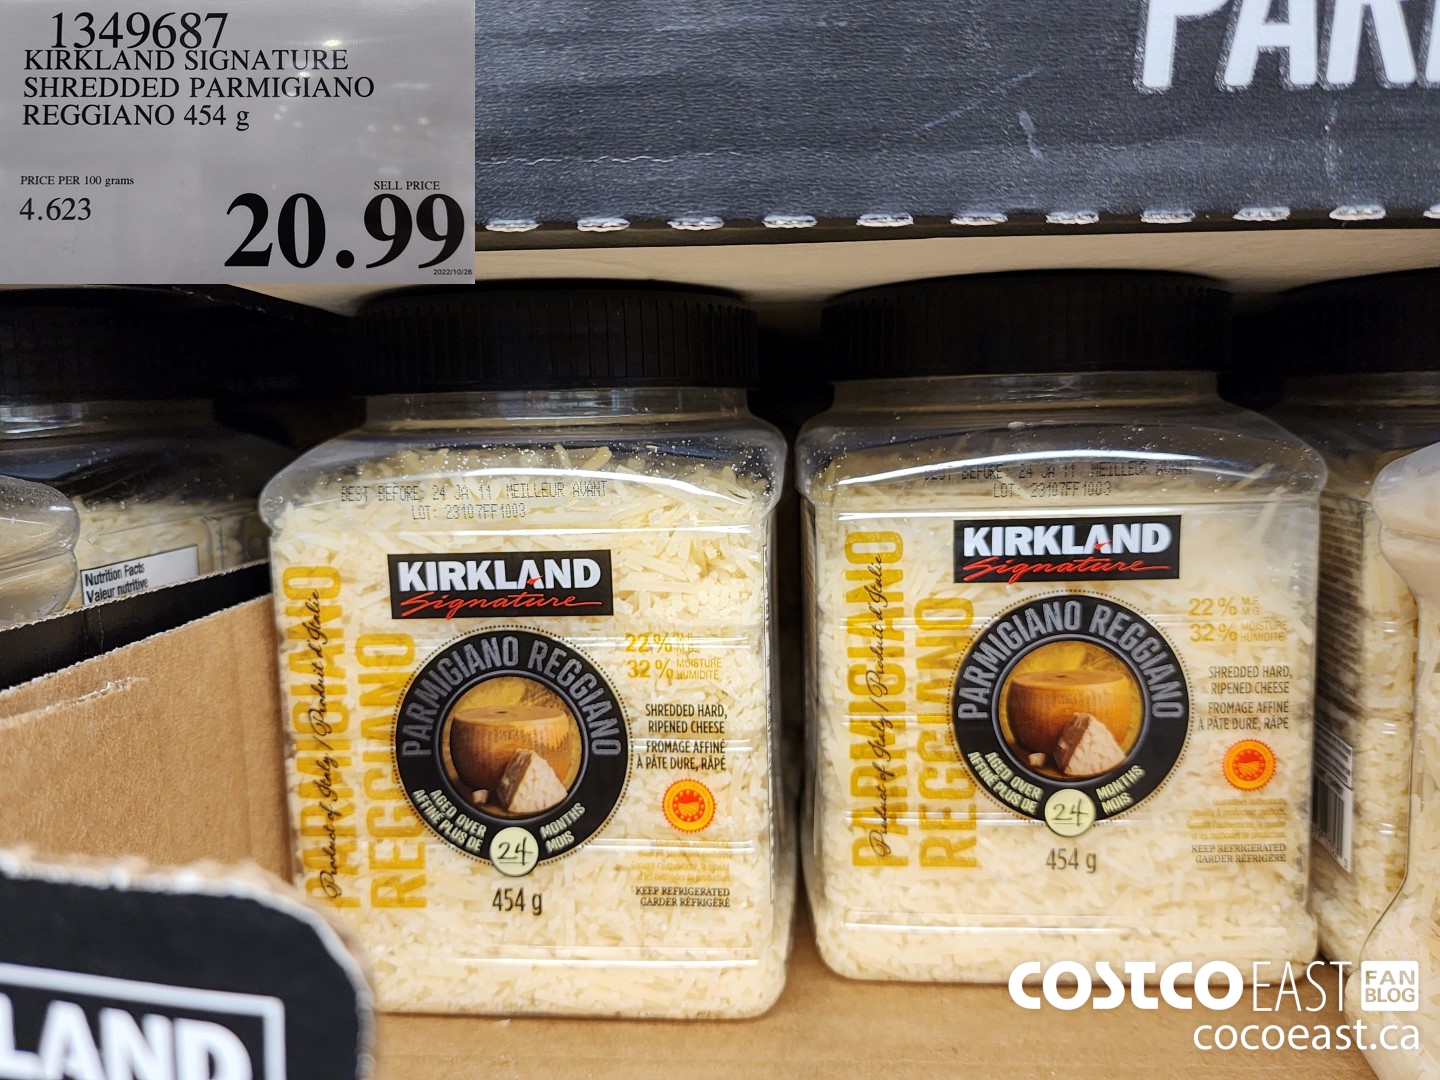 1349687
KIRKLAND SIGNATURE
SHREDDED PARMIGIANO
REGGIANO 454 g
PRICE PER 100 grams
4.623
SELL PRICE
20.99
2022/10/26
BEST BEFORE: 24 JA 11 MEILLEUR AVANT
LOT: 23107FF1003
KIRKLAND
Signature
PARMIGIANO
REGGIANO
Product of Italy / Produit d'Italie
PARMIGIANO REGGIANO
AGED OVER
AFFINÉ PLUS DE
24
MONTHS
MOIS
454 g
22% M.F.
M.G.
32% MOISTURE
HUMIDITÉ
SHREDDED HARD,
RIPENED CHEESE
FROMAGE AFFINÉ
À PÂTE DURE, RÂPÉ
KEEP REFRIGERATED
GARDER RÉFRIGÉRÉ
BEST BEFORE: 24 JA 11 MEILLEUR AVANT
LOT: 23107FF1003
KIRKLAND
Signature
PARMIGIANO
REGGIANO
Product of Italy / Produit d'Italie
PARMIGIANO REGGIANO
AGED OVER
AFFINÉ PLUS DE
24
MONTHS
MOIS
454 g
22% M.F.
M.G.
32% MOISTURE
HUMIDITÉ
SHREDDED HARD,
RIPENED CHEESE
FROMAGE AFFINÉ
À PÂTE DURE, RÂPÉ
KEEP REFRIGERATED
GARDER RÉFRIGÉRÉ
Nutrition Facts
Valeur nutritive
LAND
COSTCO EAST FAN
BLOG
cocoeast.ca